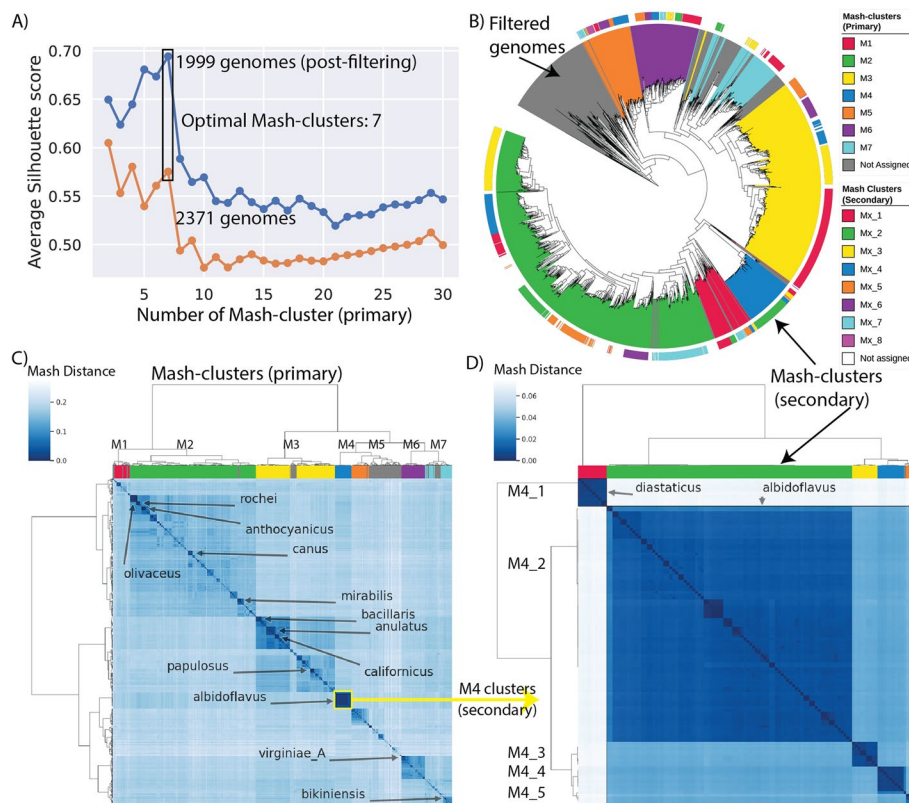 A)
Average Silhouette score
0.70
0.65
0.60
0.55
0.50
1999 genomes (post-filtering)
Optimal Mash-clusters: 7
2371 genomes
5 10 15 20 25 30
Number of Mash-cluster (primary)
B)
Filtered
genomes
Mash-clusters
(Primary)
M1
M2
M3
M4
M5
M6
M7
Not Assigned
Mash Clusters
(Secondary)
Mx_1
Mx_2
Mx_3
Mx_4
Mx_5
Mx_6
Mx_7
Mx_8
Not assigned
Mash-clusters
(secondary)
C)
Mash Distance
0.2
0.1
0.0
Mash-clusters (primary)
M1 M2 M3 M4 M5 M6 M7
rochei
anthocyanicus
canus
olivaceus
mirabilis
bacillaris
anulatus
californicus
papulosus
albidoflavus
virginiae_A
bikiniensis
M4 clusters
(secondary)
D)
Mash Distance
0.06
0.04
0.02
0.00
M4_1
diastaticus
albidoflavus
M4_2
M4_3
M4_4
M4_5